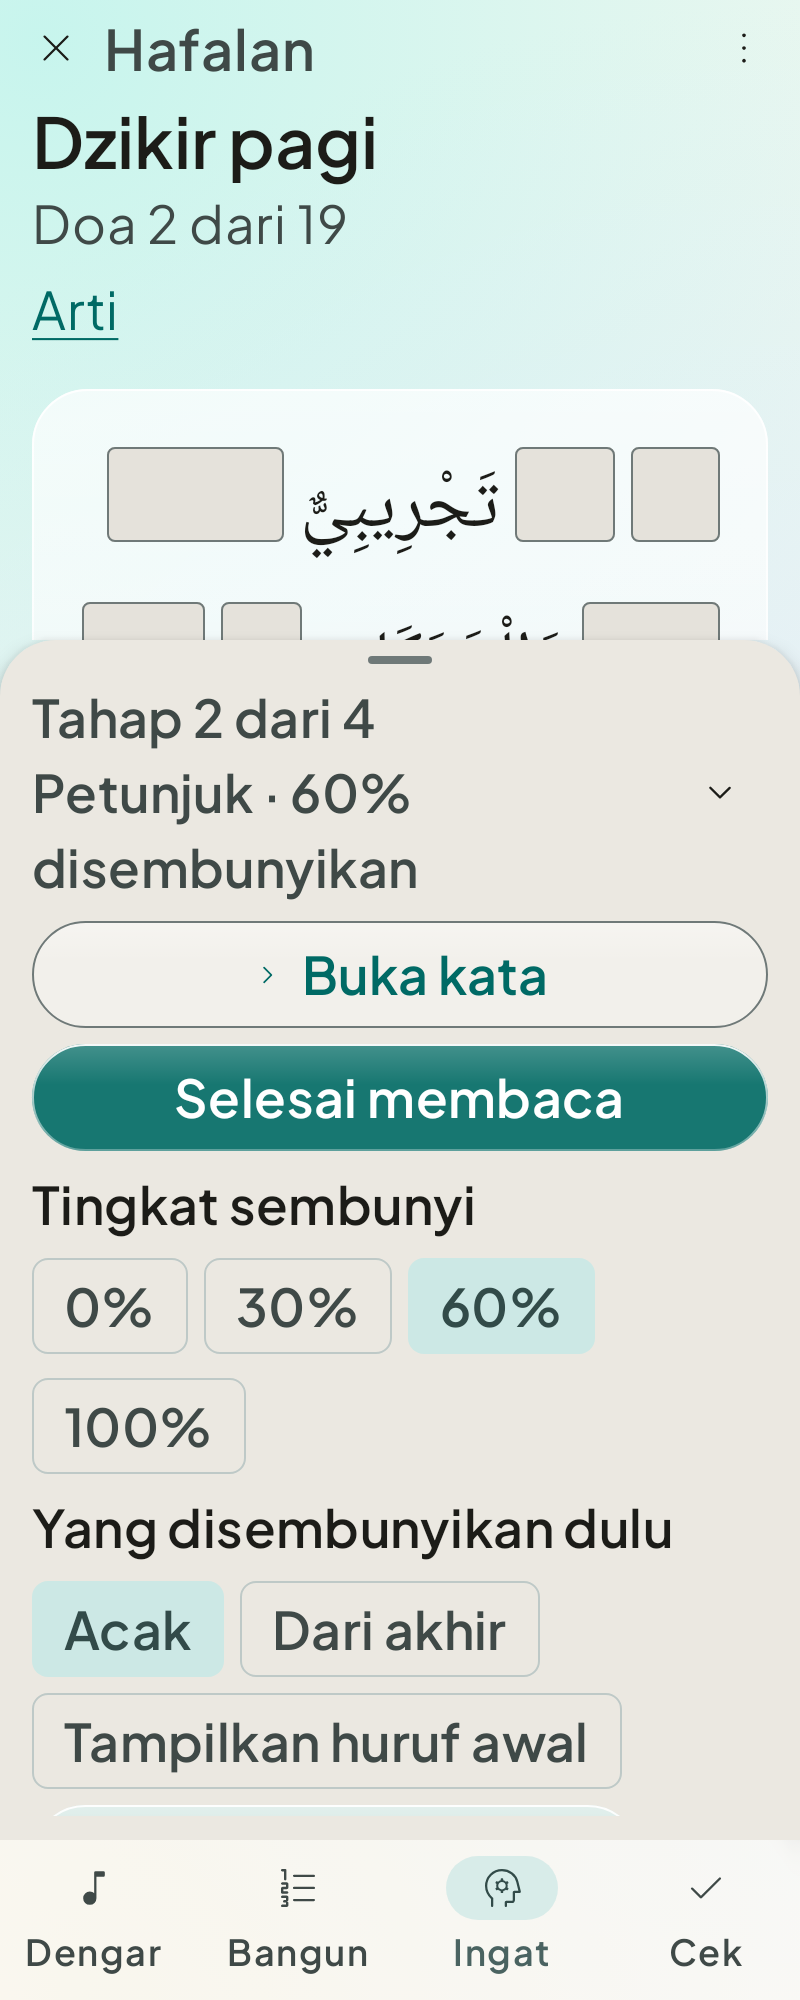 Hafalan
Dzikir pagi
Doa 2 dari 19
Arti
تَجْرِيبِيٌّ
Tahap 2 dari 4
Petunjuk · 60%
disembunyikan
Buka kata
Selesai membaca
Tingkat sembunyi
0% 30% 60%
100%
Yang disembunyikan dulu
Acak Dari akhir
Tampilkan huruf awal
Dengar Bangun Ingat Cek